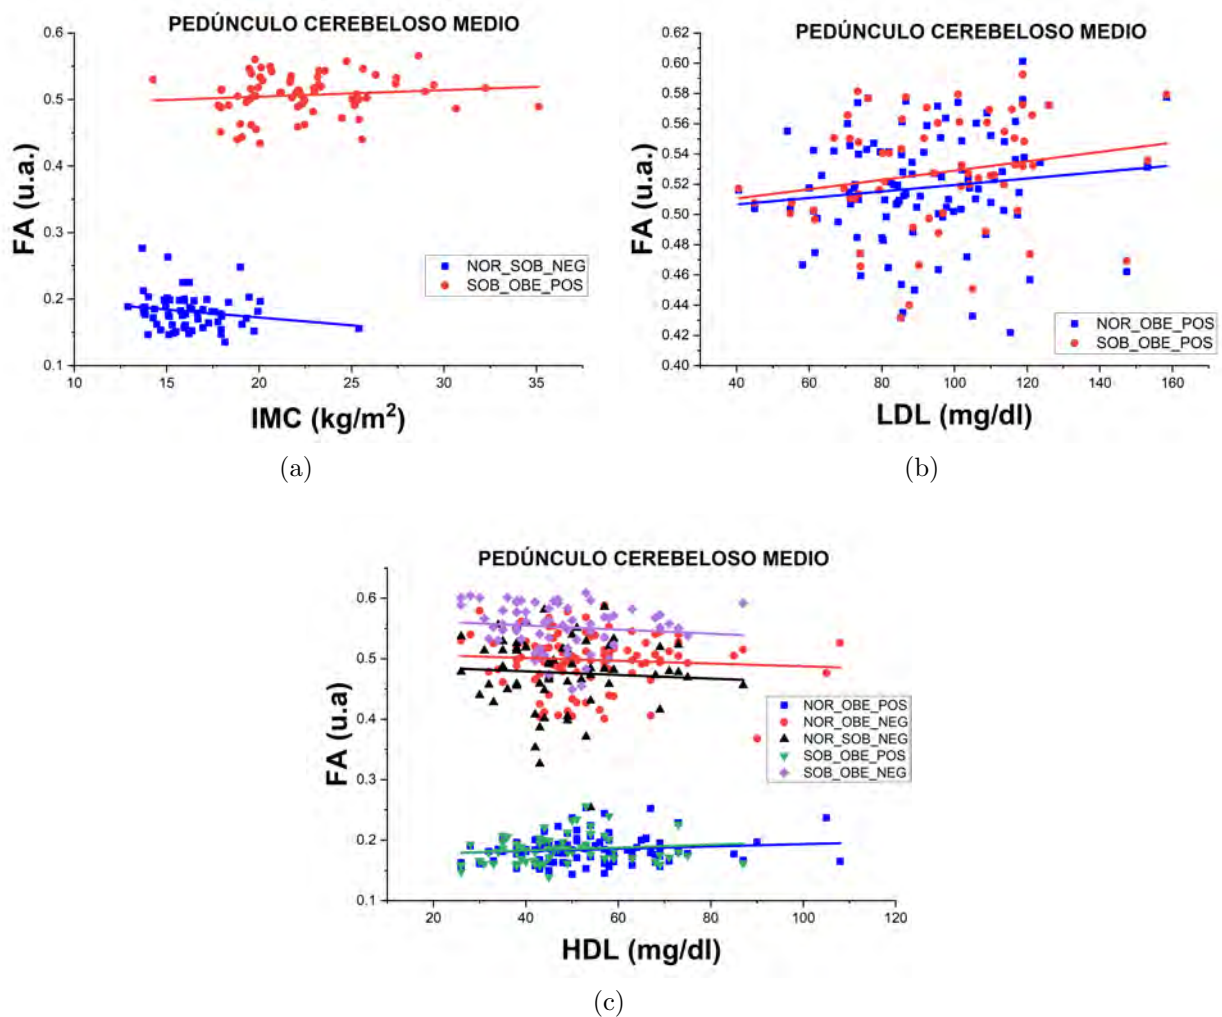 PEDÚNCULO CEREBELOSO MEDIO
0.6
0.5
0.4
0.3
0.2
0.1
FA (u.a.)
NOR_SOB_NEG
SOB_OBE_POS
10 15 20 25 30 35
IMC (kg/m²)
(a)
PEDÚNCULO CEREBELOSO MEDIO
0.62
0.60
0.58
0.56
0.54
0.52
0.50
0.48
0.46
0.44
0.42
0.40
FA (u.a.)
NOR_OBE_POS
SOB_OBE_POS
40 60 80 100 120 140 160
LDL (mg/dl)
(b)
PEDÚNCULO CEREBELOSO MEDIO
0.6
0.5
0.4
0.3
0.2
0.1
FA (u.a)
NOR_OBE_POS
NOR_OBE_NEG
NOR_SOB_NEG
SOB_OBE_POS
SOB_OBE_NEG
20 40 60 80 100 120
HDL (mg/dl)
(c)